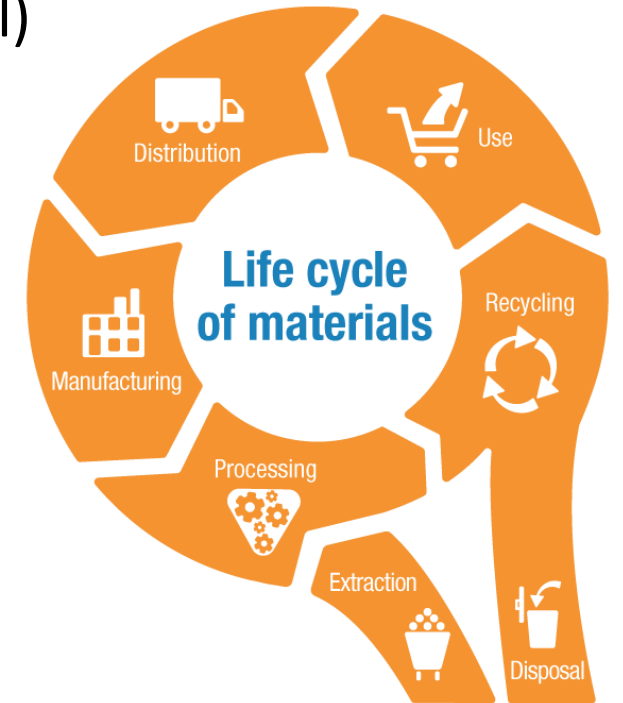 l)
Distribution
Use
Life cycle
of materials
Recycling
Manufacturing
Processing
Extraction
Disposal